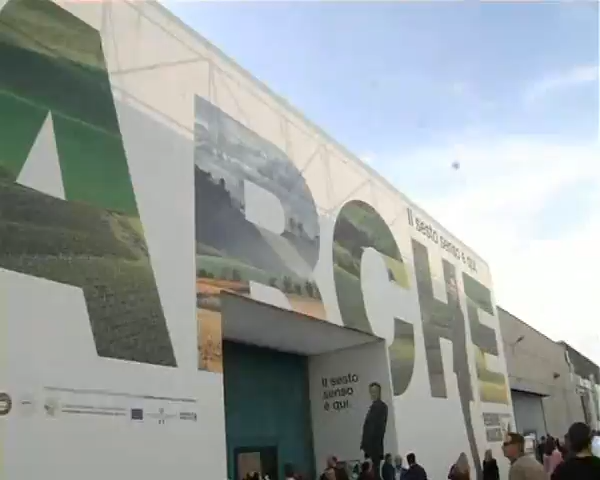 ARCHE
Il sesto senso è qui.
Il sesto
senso
è qui.